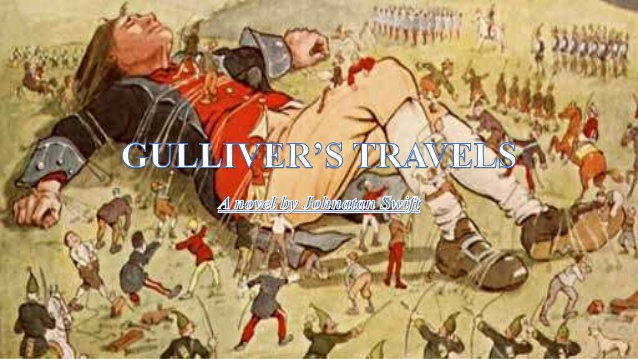 GULLIVER’S TRAVELS
A novel by Johnatan Swift